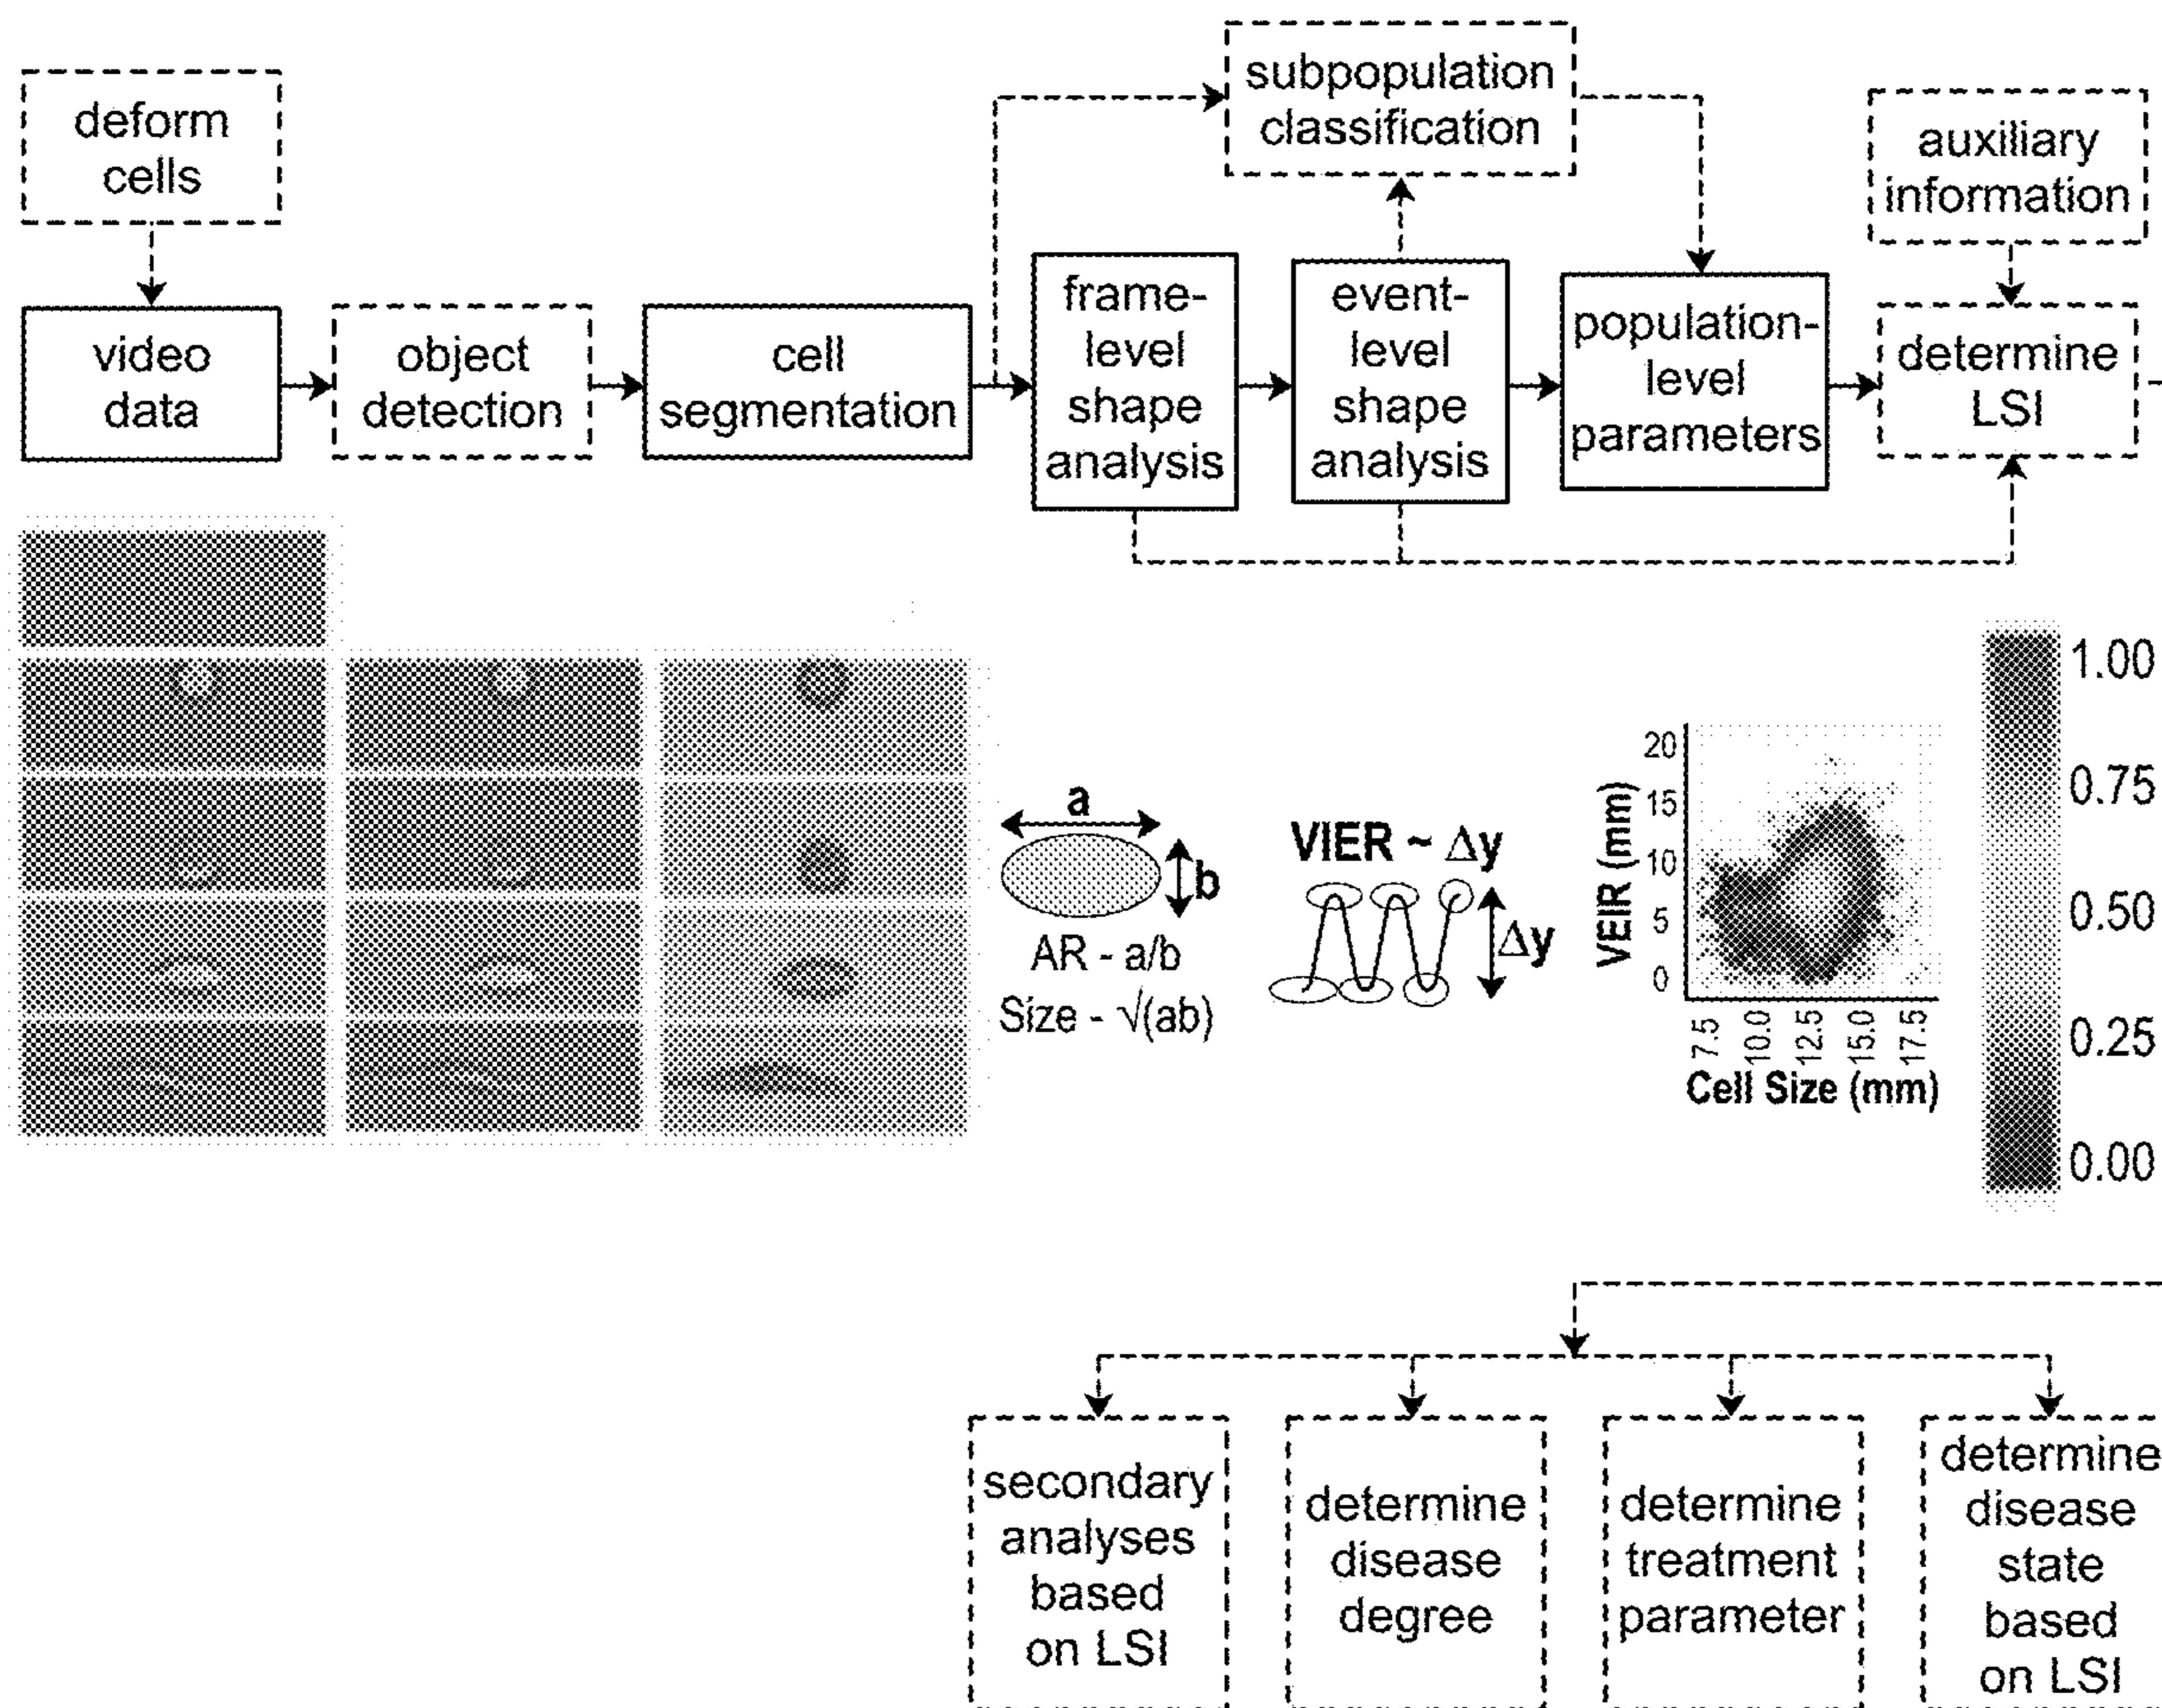 deform
cells
subpopulation
classification
auxiliary
information
video
data
object
detection
cell
segmentation
frame-
level
shape
analysis
event-
level
shape
analysis
population-
level
parameters
determine
LSI
a
b
AR - a/b
Size - √(ab)
VIER ~ Δy
Δy
VEIR (mm)
20
15
10
5
0
7.5
10.0
12.5
15.0
17.5
Cell Size (mm)
1.00
0.75
0.50
0.25
0.00
secondary
analyses
based
on LSI
determine
disease
degree
determine
treatment
parameter
determine
disease
state
based
on LSI